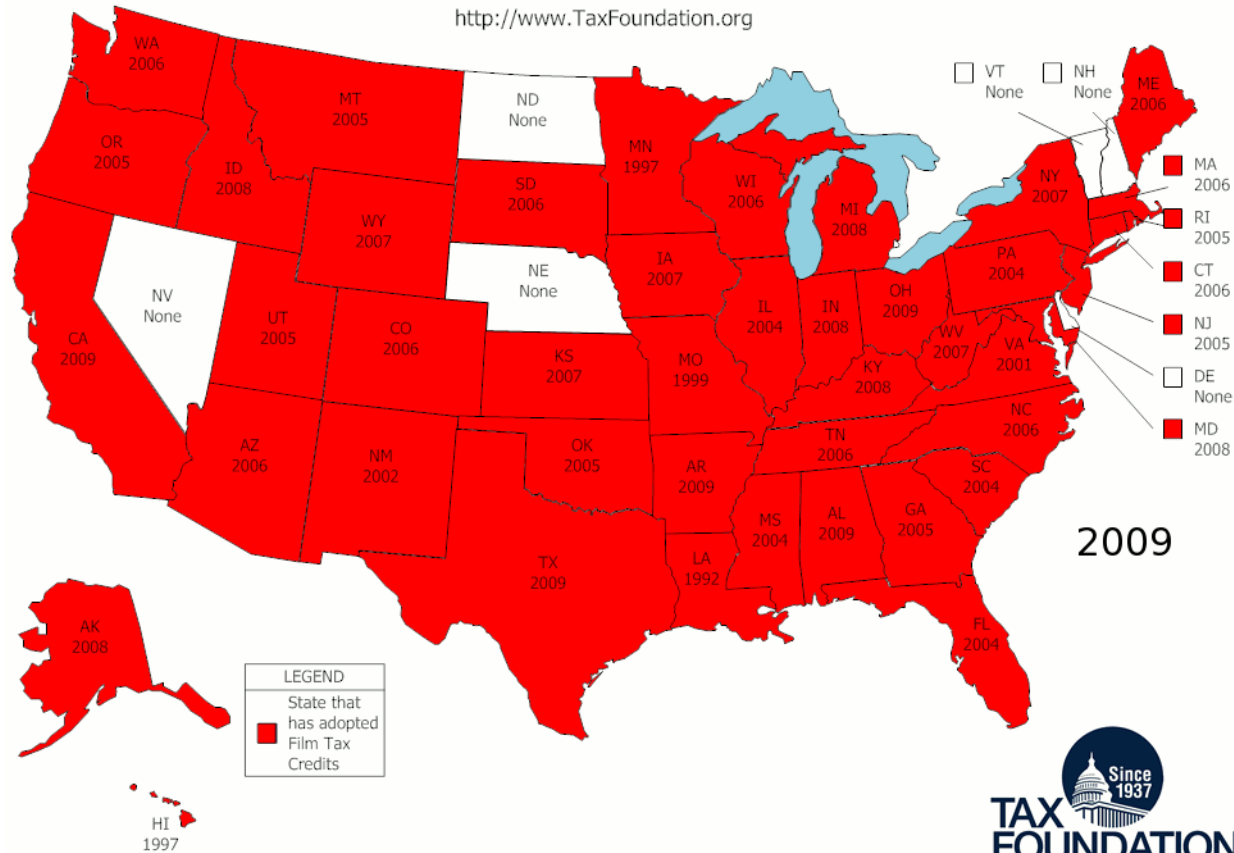 http://www.TaxFoundation.org
WA
2006
MT
2005
ND
None
MN
1997
VT
None
NH
None
ME
2006
OR
2005
ID
2008
SD
2006
WI
2006
MI
2008
NY
2007
MA
2006
RI
2005
WY
2007
IA
2007
PA
2004
CT
2006
NV
None
NE
None
OH
2009
NJ
2005
CA
2009
UT
2005
CO
2006
IL
2004
IN
2008
WV
2007
VA
2001
DE
None
KS
2007
MO
1999
KY
2008
MD
2008
AZ
2006
NM
2002
OK
2005
AR
2009
TN
2006
NC
2006
SC
2004
MS
2004
AL
2009
GA
2005
2009
TX
2009
LA
1992
FL
2004
AK
2008
HI
1997
LEGEND
State that
has adopted
Film Tax
Credits
Since
1937
TAX
FOUNDATION